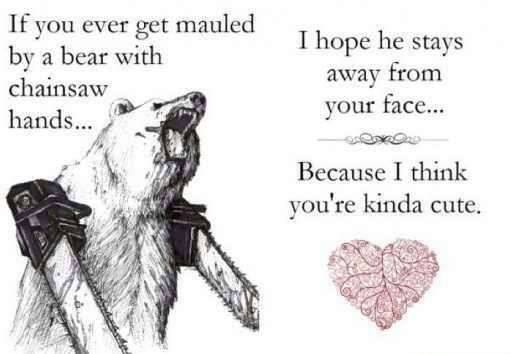 If you ever get mauled
by a bear with
chainsaw
hands...
I hope he stays
away from
your face...
Because I think
you're kinda cute.